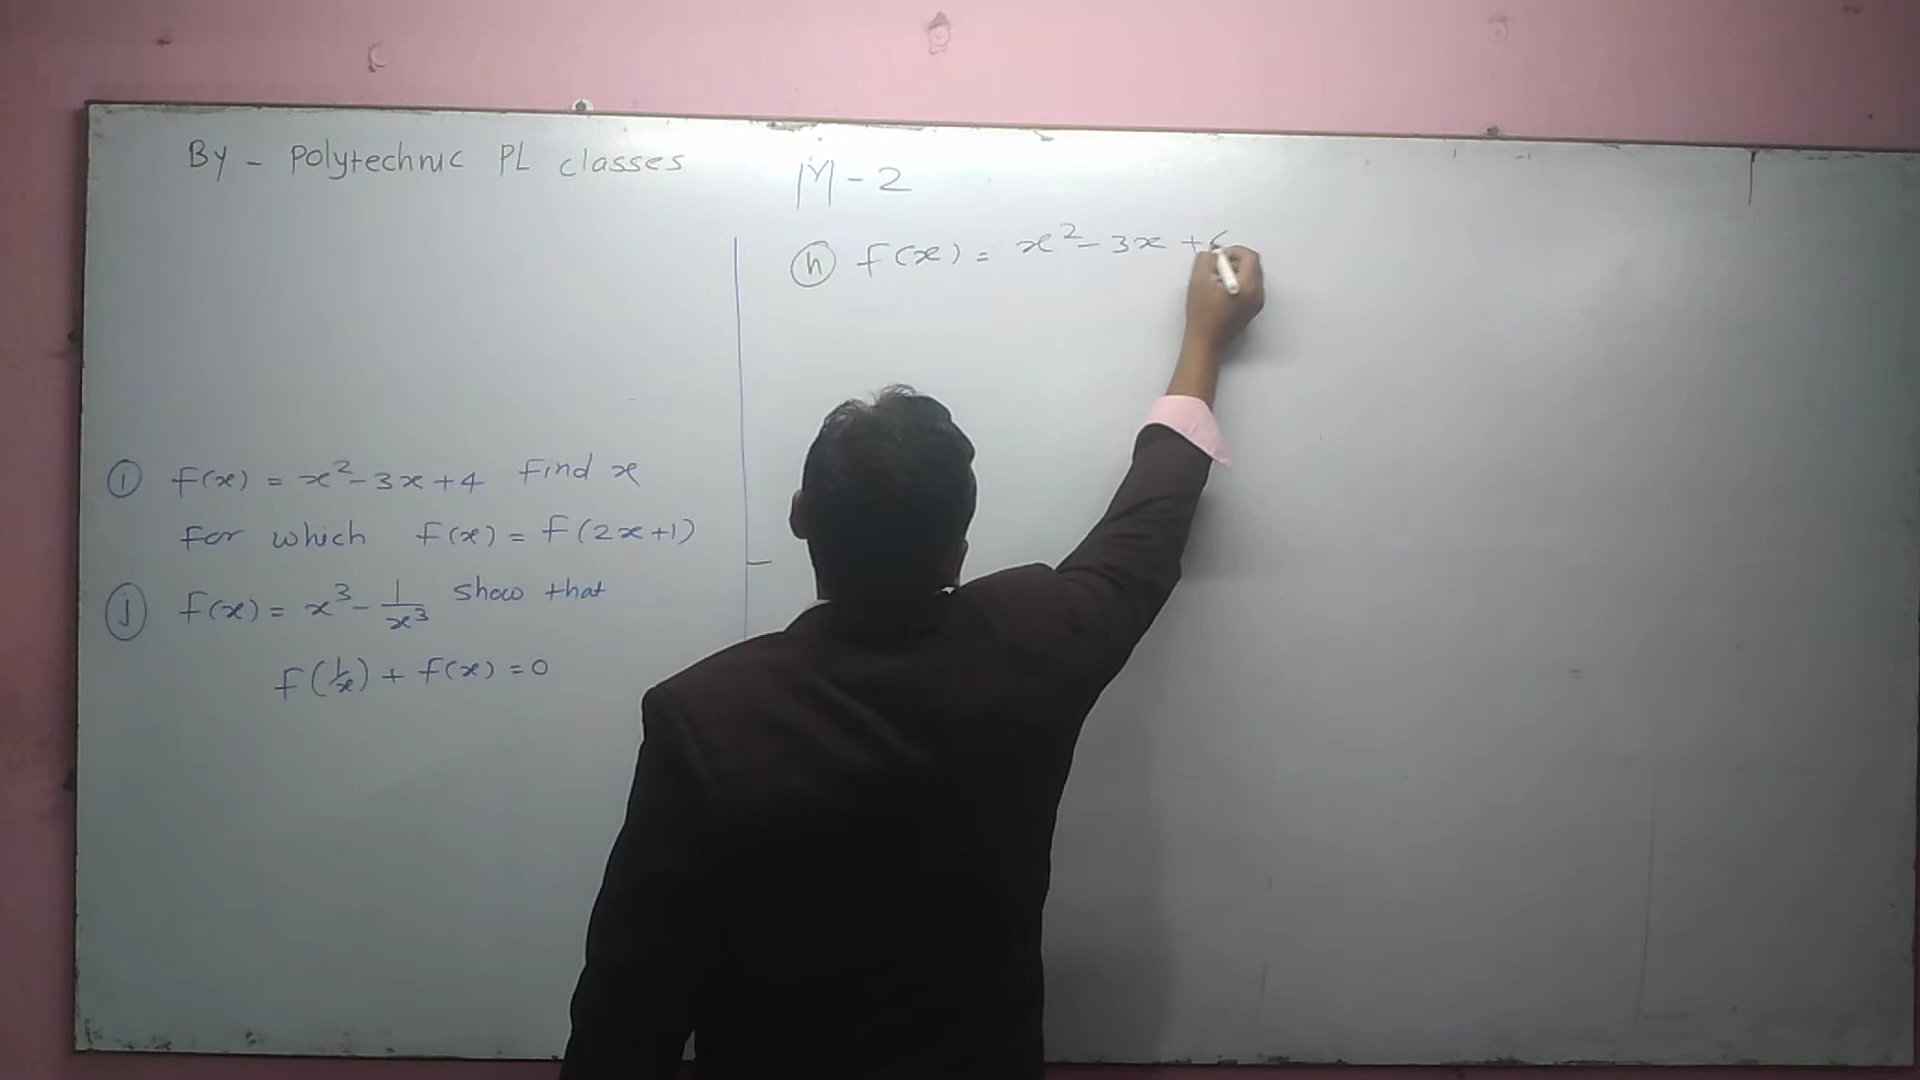 By - Polytechnic PL classes
M - 2
(i) f(x) = x² - 3x + 4 Find x
For which f(x) = f(2x+1)
(j) f(x) = x³ - 1/x³ show that
f(1/x) + f(x) = 0
(h) f(x) = x² - 3x +